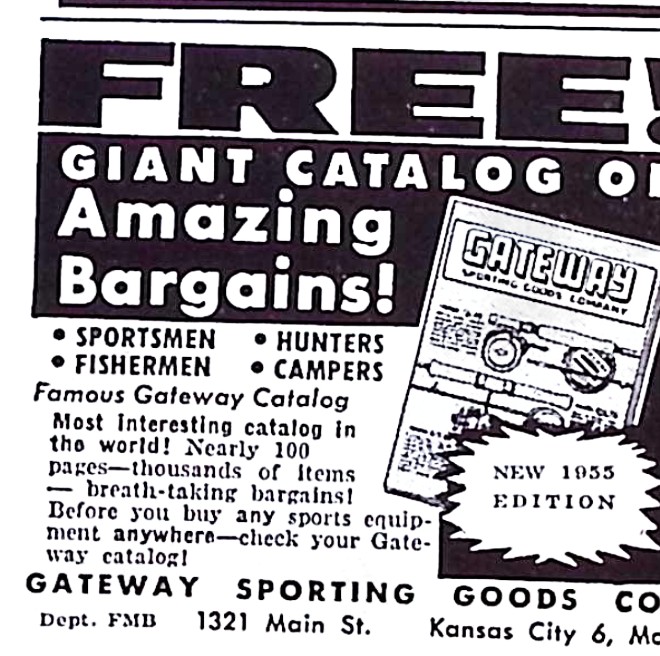 FREE!
GIANT CATALOG O
Amazing
Bargains!
• SPORTSMEN • HUNTERS
• FISHERMEN • CAMPERS
Famous Gateway Catalog
Most interesting catalog in
the world! Nearly 100
pages—thousands of items
— breath-taking bargains!
Before you buy any sports equip-
ment anywhere—check your Gate-
way catalog!
GATEWAY
SPORTING GOODS COMPANY
NEW 1955
EDITION
GATEWAY SPORTING GOODS CO
Dept. FMB 1321 Main St. Kansas City 6, Mo